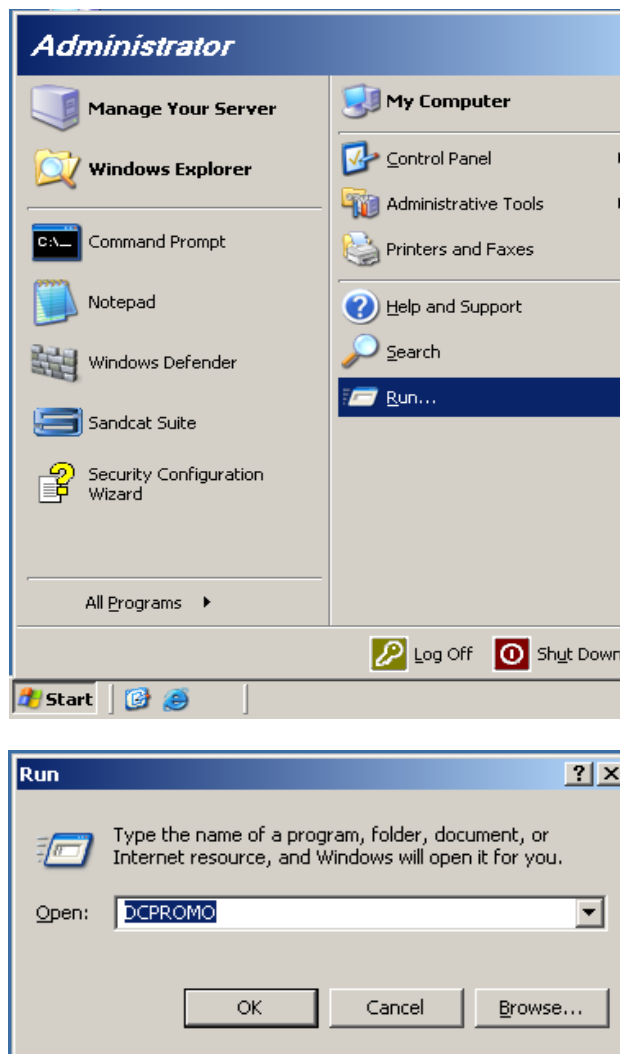 Administrator
Manage Your Server
Windows Explorer
C:\_ Command Prompt
Notepad
Windows Defender
Sandcat Suite
Security Configuration
Wizard
All Programs
My Computer
Control Panel
Administrative Tools
Printers and Faxes
Help and Support
Search
Run...
Log Off
Shut Down
Start
Run
Type the name of a program, folder, document, or
Internet resource, and Windows will open it for you.
Open: DCPROMO
OK Cancel Browse...